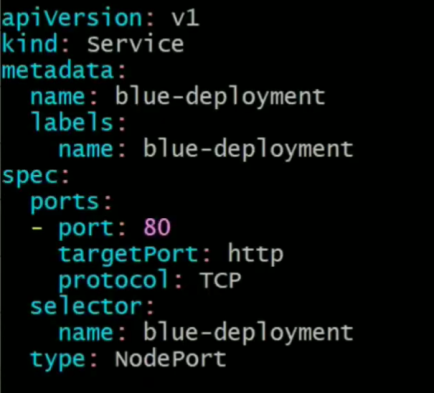 apiVersion: v1
kind: Service
metadata:
  name: blue-deployment
  labels:
    name: blue-deployment
spec:
  ports:
  - port: 80
    targetPort: http
    protocol: TCP
  selector:
    name: blue-deployment
  type: NodePort